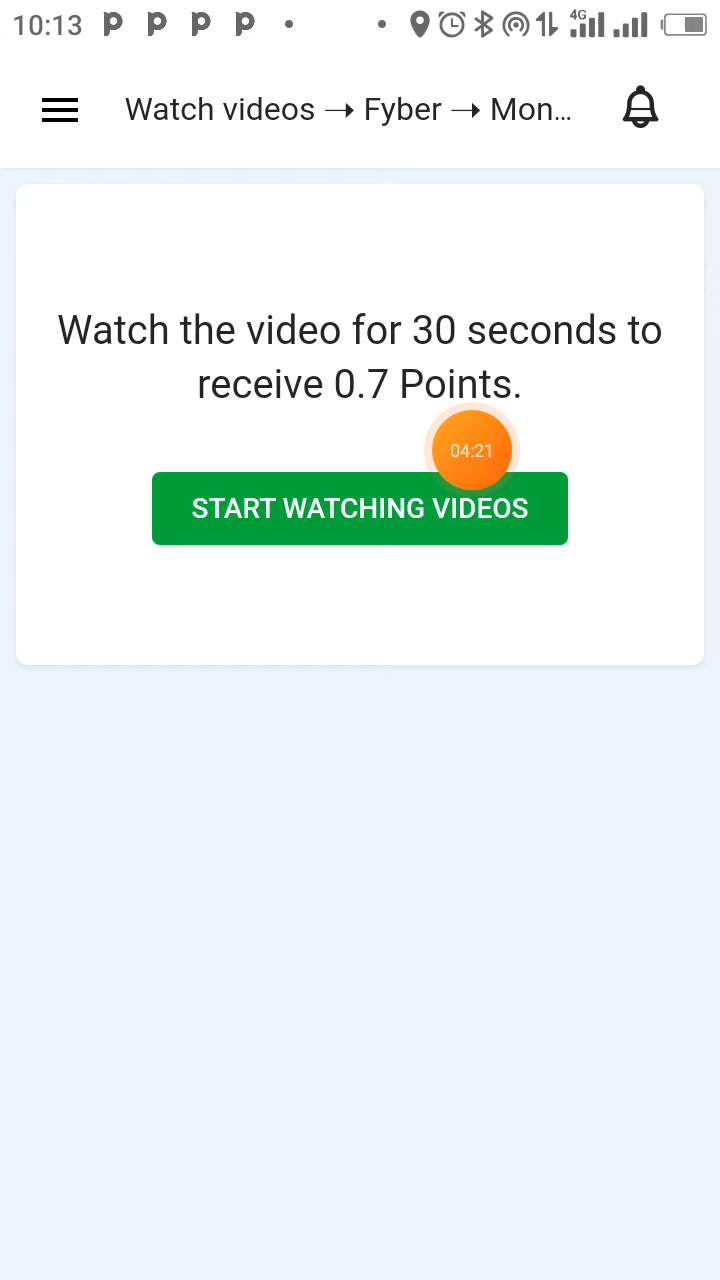 10:13
4G
Watch videos → Fyber → Mon...
Watch the video for 30 seconds to
receive 0.7 Points.
04:21
START WATCHING VIDEOS